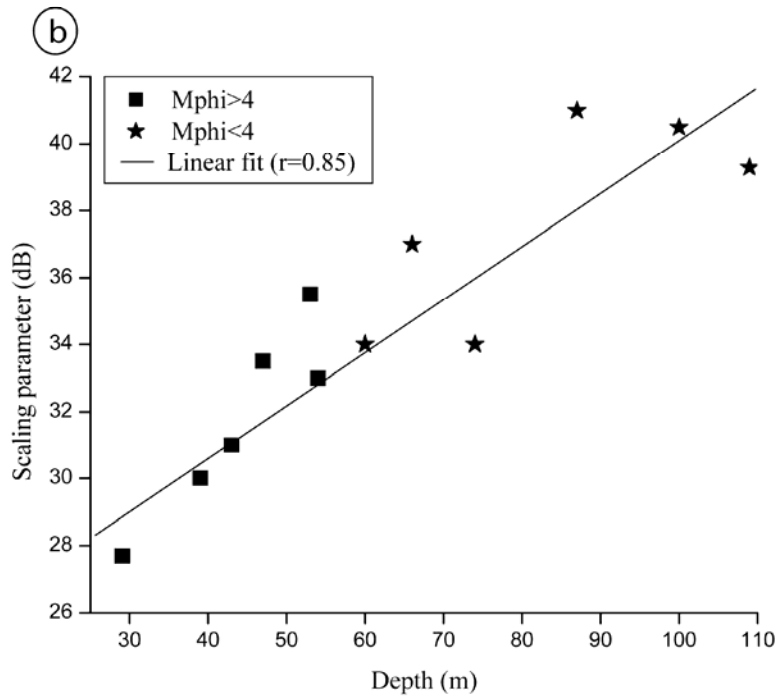 b
Mphi>4
Mphi<4
Linear fit (r=0.85)
42
40
38
36
34
32
30
28
26
Scaling parameter (dB)
30 40 50 60 70 80 90 100 110
Depth (m)